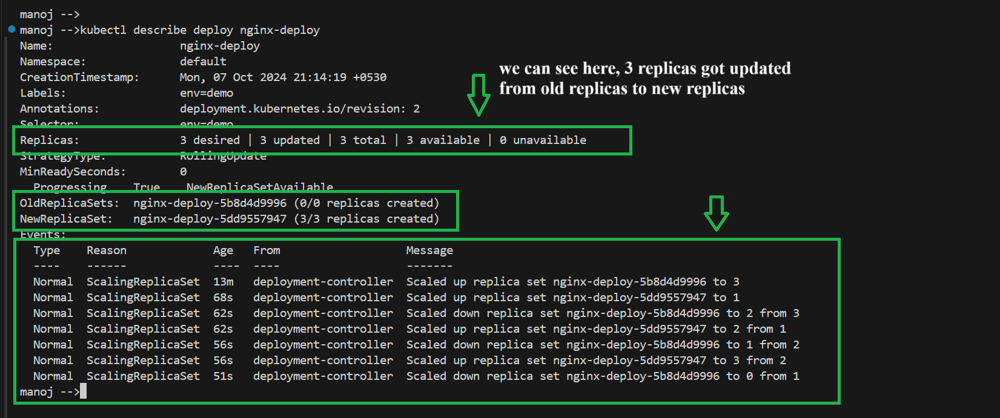 manoj -->
manoj -->kubectl describe deploy nginx-deploy
Name:                   nginx-deploy
Namespace:              default
CreationTimestamp:      Mon, 07 Oct 2024 21:14:19 +0530
Labels:                 env=demo
Annotations:            deployment.kubernetes.io/revision: 2
we can see here, 3 replicas got updated
from old replicas to new replicas
Selector:               env=demo
Replicas:               3 desired | 3 updated | 3 total | 3 available | 0 unavailable
StrategyType:           RollingUpdate
MinReadySeconds:        0
  Progressing    True    NewReplicaSetAvailable
OldReplicaSets:  nginx-deploy-5b8d4d9996 (0/0 replicas created)
NewReplicaSet:   nginx-deploy-5dd9557947 (3/3 replicas created)
Events:
  Type    Reason             Age   From                   Message
  ----    ------             ----  ----                   -------
  Normal  ScalingReplicaSet  13m   deployment-controller  Scaled up replica set nginx-deploy-5b8d4d9996 to 3
  Normal  ScalingReplicaSet  68s   deployment-controller  Scaled up replica set nginx-deploy-5dd9557947 to 1
  Normal  ScalingReplicaSet  62s   deployment-controller  Scaled down replica set nginx-deploy-5b8d4d9996 to 2 from 3
  Normal  ScalingReplicaSet  62s   deployment-controller  Scaled up replica set nginx-deploy-5dd9557947 to 2 from 1
  Normal  ScalingReplicaSet  56s   deployment-controller  Scaled down replica set nginx-deploy-5b8d4d9996 to 1 from 2
  Normal  ScalingReplicaSet  56s   deployment-controller  Scaled up replica set nginx-deploy-5dd9557947 to 3 from 2
  Normal  ScalingReplicaSet  51s   deployment-controller  Scaled down replica set nginx-deploy-5b8d4d9996 to 0 from 1
manoj -->